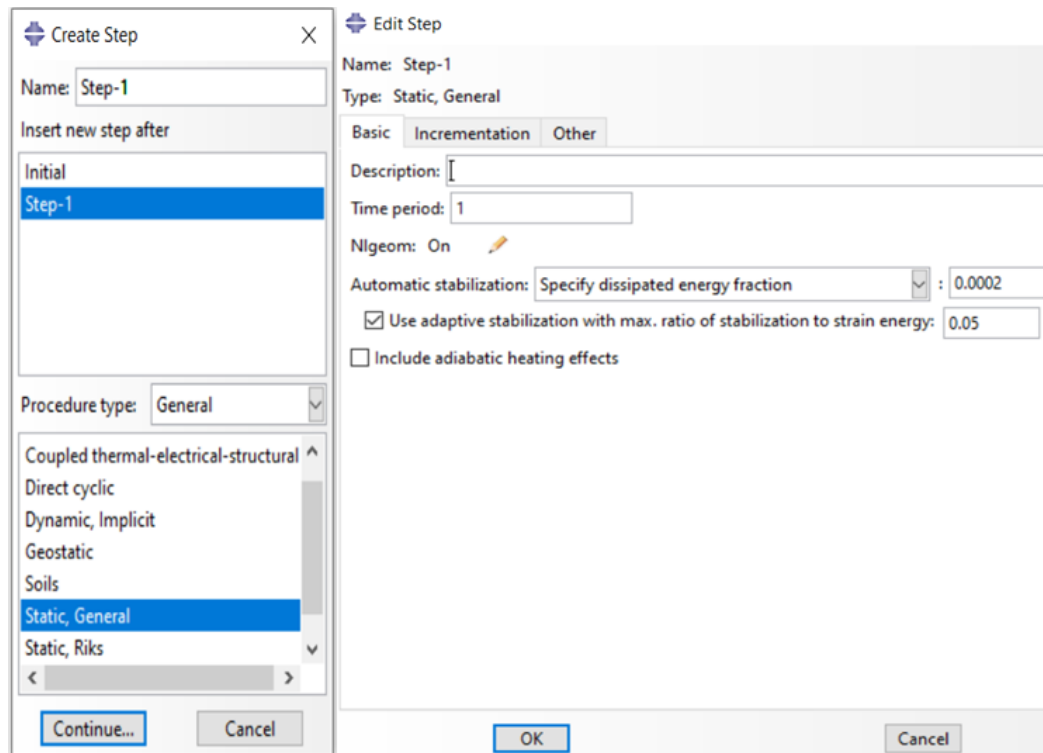 Create Step
Name: Step-1
Insert new step after
Initial
Step-1
Procedure type: General
Coupled thermal-electrical-structural
Direct cyclic
Dynamic, Implicit
Geostatic
Soils
Static, General
Static, Riks
Continue...
Cancel
Edit Step
Name: Step-1
Type: Static, General
Basic
Incrementation
Other
Description:
Time period: 1
Nlgeom: On
Automatic stabilization: Specify dissipated energy fraction : 0.0002
Use adaptive stabilization with max. ratio of stabilization to strain energy: 0.05
Include adiabatic heating effects
OK
Cancel